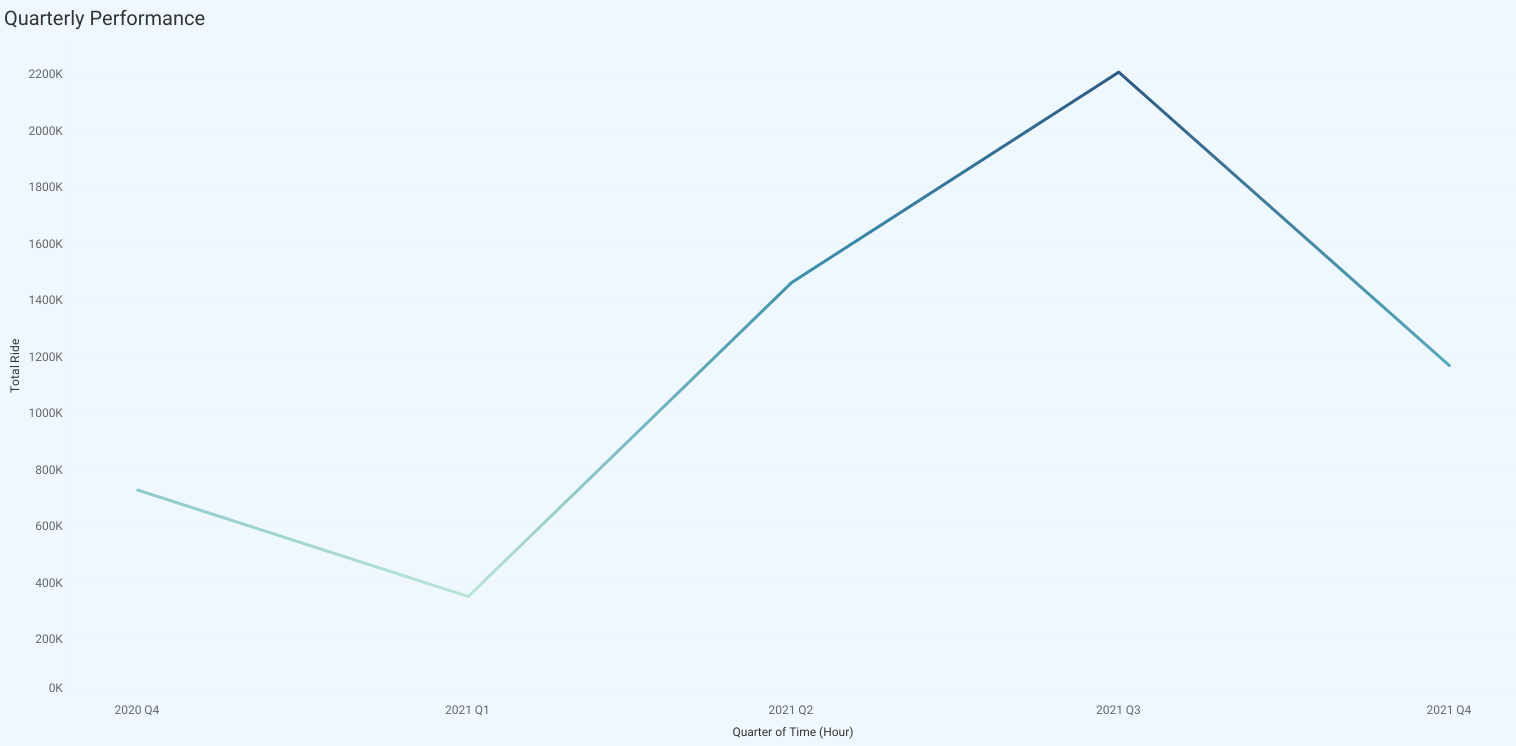 Quarterly Performance
2200K
2000K
1800K
1600K
1400K
1200K
1000K
800K
600K
400K
200K
0K
Total Ride
2020 Q4
2021 Q1
2021 Q2
2021 Q3
2021 Q4
Quarter of Time (Hour)